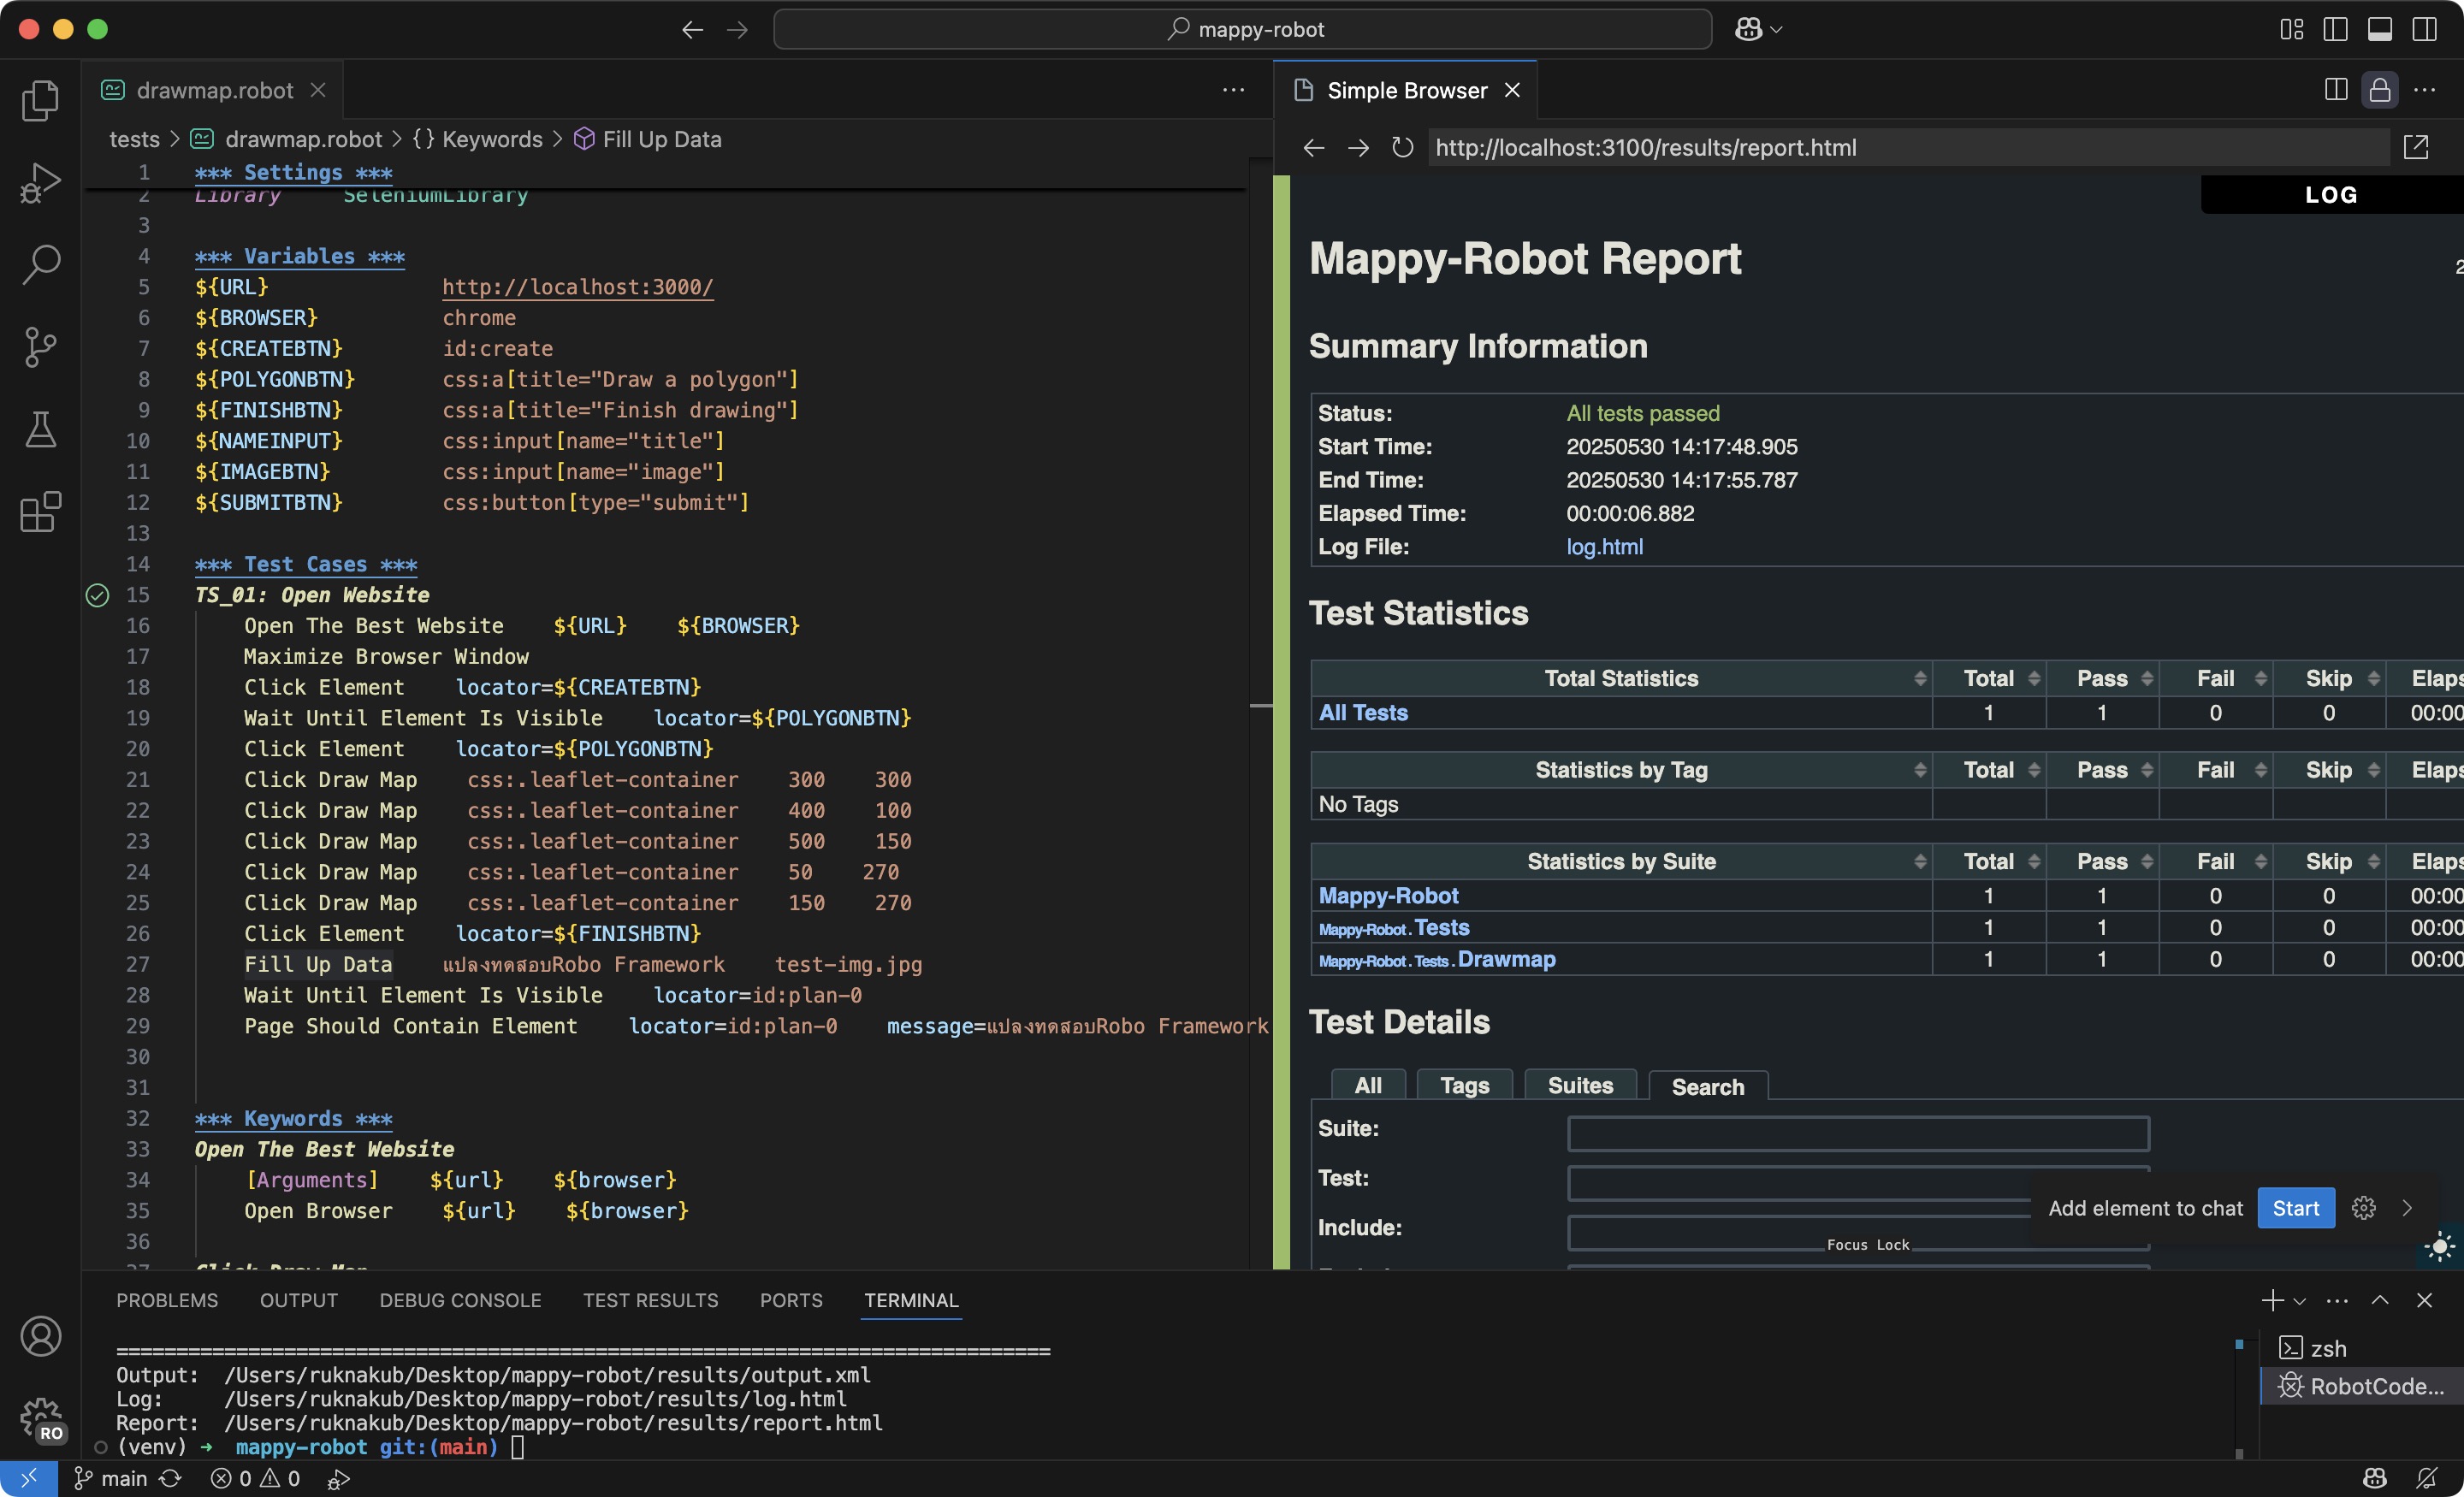 mappy-robot
drawmap.robot
tests > drawmap.robot > {} Keywords > Fill Up Data
1 *** Settings ***
2 Library SeleniumLibrary
3
4 *** Variables ***
5 ${URL} http://localhost:3000/
6 ${BROWSER} chrome
7 ${CREATEBTN} id:create
8 ${POLYGONBTN} css:a[title="Draw a polygon"]
9 ${FINISHBTN} css:a[title="Finish drawing"]
10 ${NAMEINPUT} css:input[name="title"]
11 ${IMAGEBTN} css:input[name="image"]
12 ${SUBMITBTN} css:button[type="submit"]
13
14 *** Test Cases ***
15 TS_01: Open Website
16 Open The Best Website ${URL} ${BROWSER}
17 Maximize Browser Window
18 Click Element locator=${CREATEBTN}
19 Wait Until Element Is Visible locator=${POLYGONBTN}
20 Click Element locator=${POLYGONBTN}
21 Click Draw Map css:.leaflet-container 300 300
22 Click Draw Map css:.leaflet-container 400 100
23 Click Draw Map css:.leaflet-container 500 150
24 Click Draw Map css:.leaflet-container 50 270
25 Click Draw Map css:.leaflet-container 150 270
26 Click Element locator=${FINISHBTN}
27 Fill Up Data แปลงทดสอบRobo Framework test-img.jpg
28 Wait Until Element Is Visible locator=id:plan-0
29 Page Should Contain Element locator=id:plan-0 message=แปลงทดสอบRobo Framework
30
31
32 *** Keywords ***
33 Open The Best Website
34 [Arguments] ${url} ${browser}
35 Open Browser ${url} ${browser}
36
37 Click Draw Map
Simple Browser
http://localhost:3100/results/report.html
LOG
Mappy-Robot Report
2
Summary Information
Status: All tests passed
Start Time: 20250530 14:17:48.905
End Time: 20250530 14:17:55.787
Elapsed Time: 00:00:06.882
Log File: log.html
Test Statistics
Total Statistics Total Pass Fail Skip Elaps
All Tests 1 1 0 0 00:00
Statistics by Tag Total Pass Fail Skip Elaps
No Tags
Statistics by Suite Total Pass Fail Skip Elaps
Mappy-Robot 1 1 0 0 00:00
Mappy-Robot.Tests 1 1 0 0 00:00
Mappy-Robot.Tests.Drawmap 1 1 0 0 00:00
Test Details
All Tags Suites Search
Suite:
Test:
Include:
Add element to chat Start
Focus Lock
PROBLEMS OUTPUT DEBUG CONSOLE TEST RESULTS PORTS TERMINAL
==============================================================================
Output: /Users/ruknakub/Desktop/mappy-robot/results/output.xml
Log: /Users/ruknakub/Desktop/mappy-robot/results/log.html
Report: /Users/ruknakub/Desktop/mappy-robot/results/report.html
(venv) → mappy-robot git:(main)
zsh
RobotCode...
RO
main 0 0